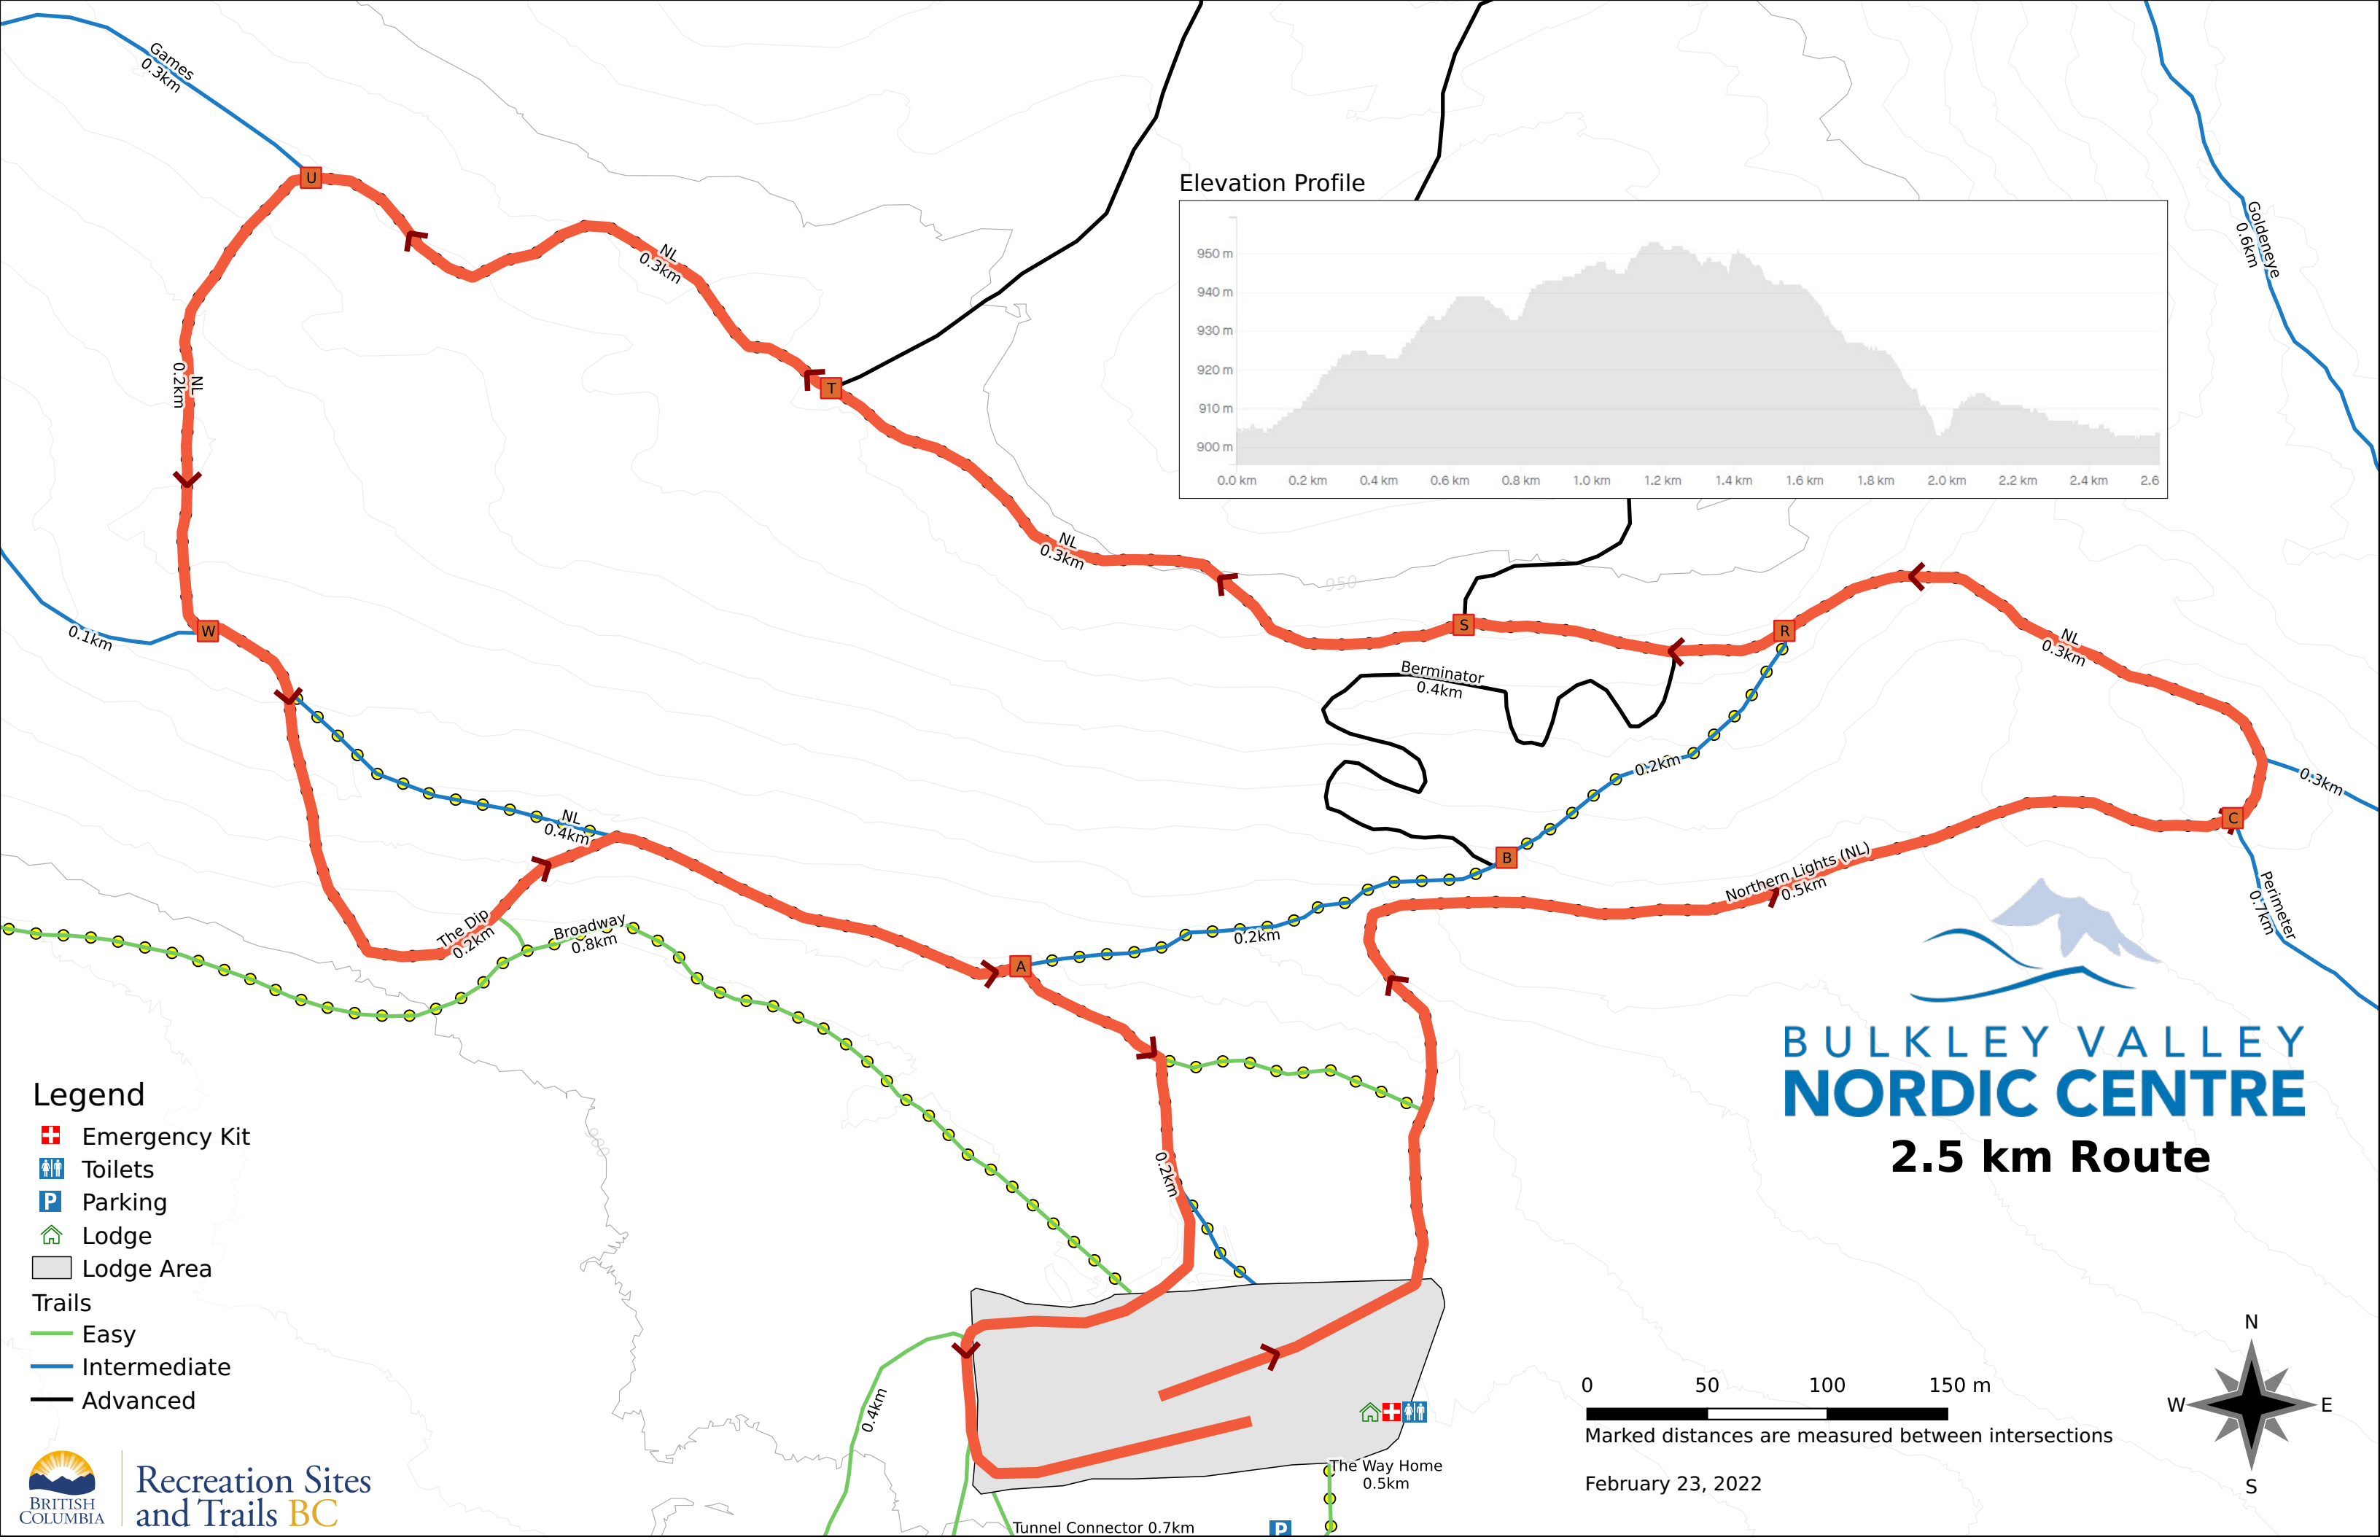 Games
0.3km
U
NL
0.3km
Goldeneye
0.6km
Elevation Profile
950 m
940 m
930 m
920 m
910 m
900 m
0.0 km 0.2 km 0.4 km 0.6 km 0.8 km 1.0 km 1.2 km 1.4 km 1.6 km 1.8 km 2.0 km 2.2 km 2.4 km 2.6
NL
0.2km
T
NL
0.3km
950
W
0.1km
S
R
NL
0.3km
Berminator
0.4km
0.2km
0.3km
C
NL
0.4km
B
Northern Lights (NL)
0.5km
Perimeter
0.7km
The Dip
0.2km
Broadway
0.8km
A
0.2km
BULKLEY VALLEY
NORDIC CENTRE
2.5 km Route
Legend
Emergency Kit
Toilets
P Parking
Lodge
Lodge Area
Trails
Easy
Intermediate
Advanced
0.2km
0.4km
The Way Home
0.5km
Tunnel Connector 0.7km
P
0 50 100 150 m
Marked distances are measured between intersections
February 23, 2022
N
W E
S
BRITISH
COLUMBIA
Recreation Sites
and Trails BC